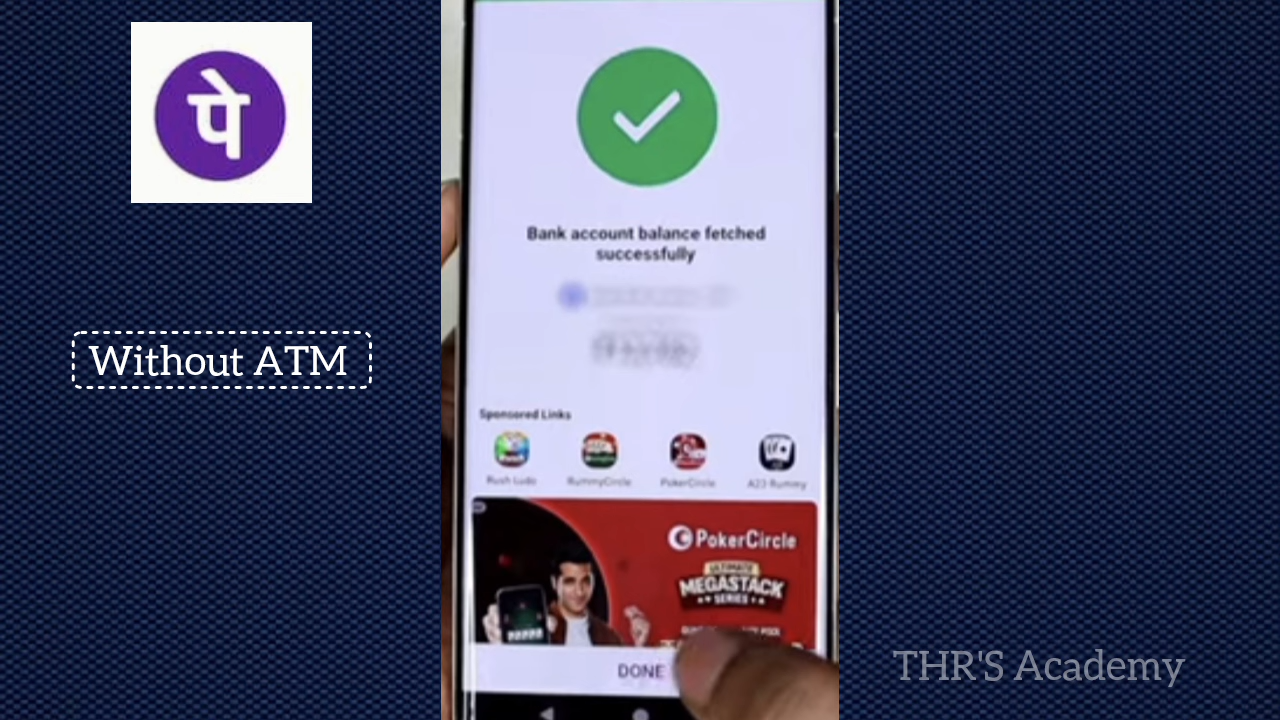 पे
Without ATM
Bank account balance fetched
successfully
Sponsored Links
Rush Ludo
RummyCircle
PokerCircle
A23 Rummy
PokerCircle
ULTIMATE
MEGASTACK
SERIES
DONE
THR'S Academy